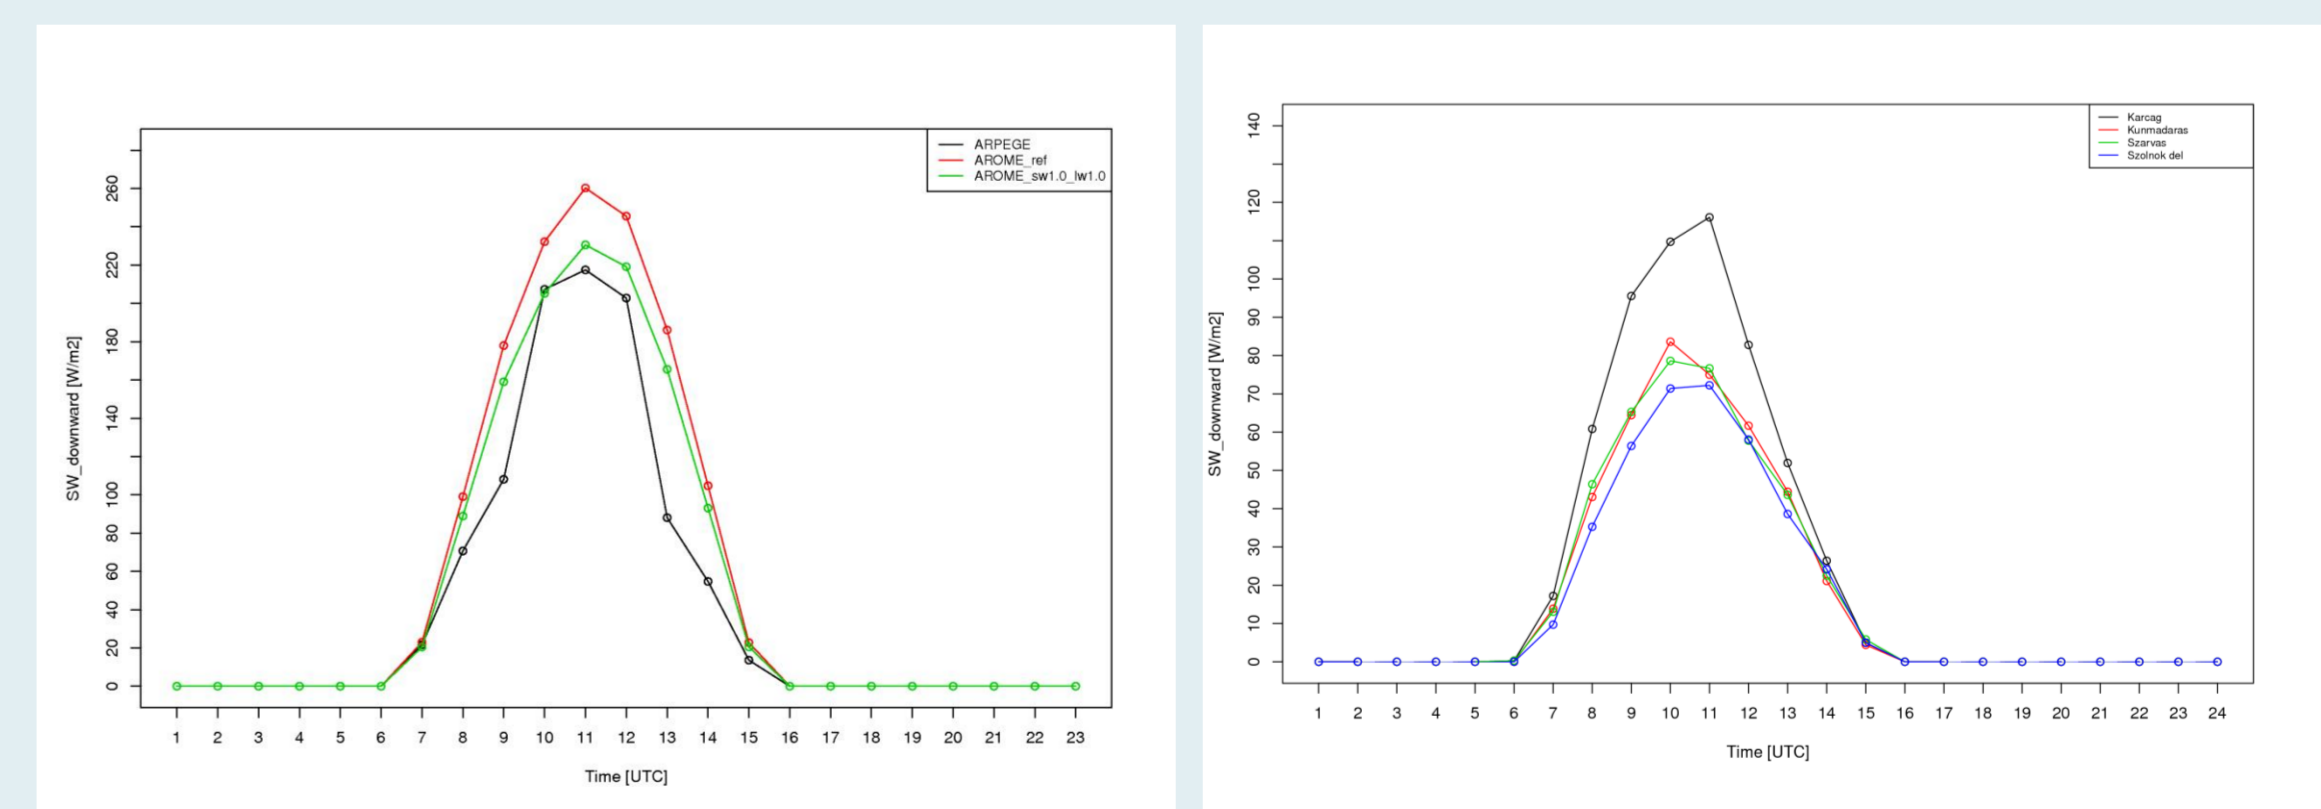 ARPEGE
AROME_ref
AROME_sw1.0_lw1.0
SW_downward [W/m2]
260
220
180
140
100
80
60
40
20
0
1 2 3 4 5 6 7 8 9 10 11 12 13 14 15 16 17 18 19 20 21 22 23
Time [UTC]
Karcag
Kunmadaras
Szarvas
Szolnok del
SW_downward [W/m2]
140
120
100
90
80
70
60
50
40
30
20
10
0
1 2 3 4 5 6 7 8 9 10 11 12 13 14 15 16 17 18 19 20 21 22 23 24
Time [UTC]